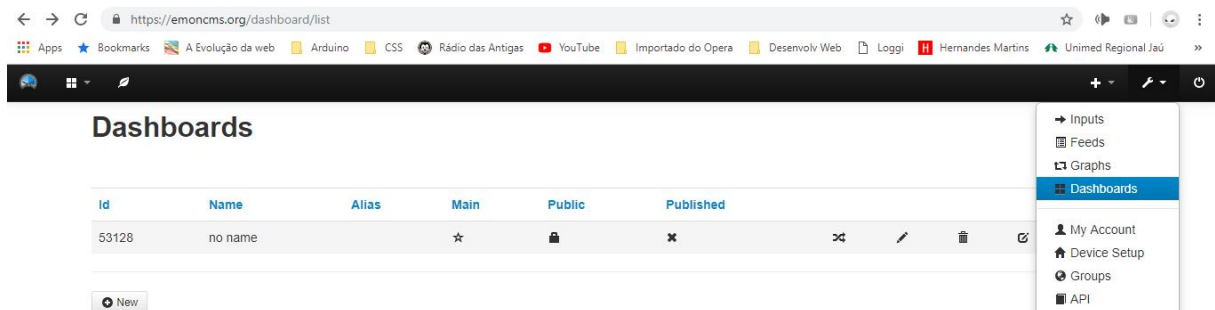 https://emoncms.org/dashboard/list
Apps Bookmarks A Evolução da web Arduino CSS Rádio das Antigas YouTube Importado do Opera Desenvolv Web Loggi H Hernandes Martins Unimed Regional Jaú »
Dashboards
Id Name Alias Main Public Published
53128 no name
New
Inputs
Feeds
Graphs
Dashboards
My Account
Device Setup
Groups
API